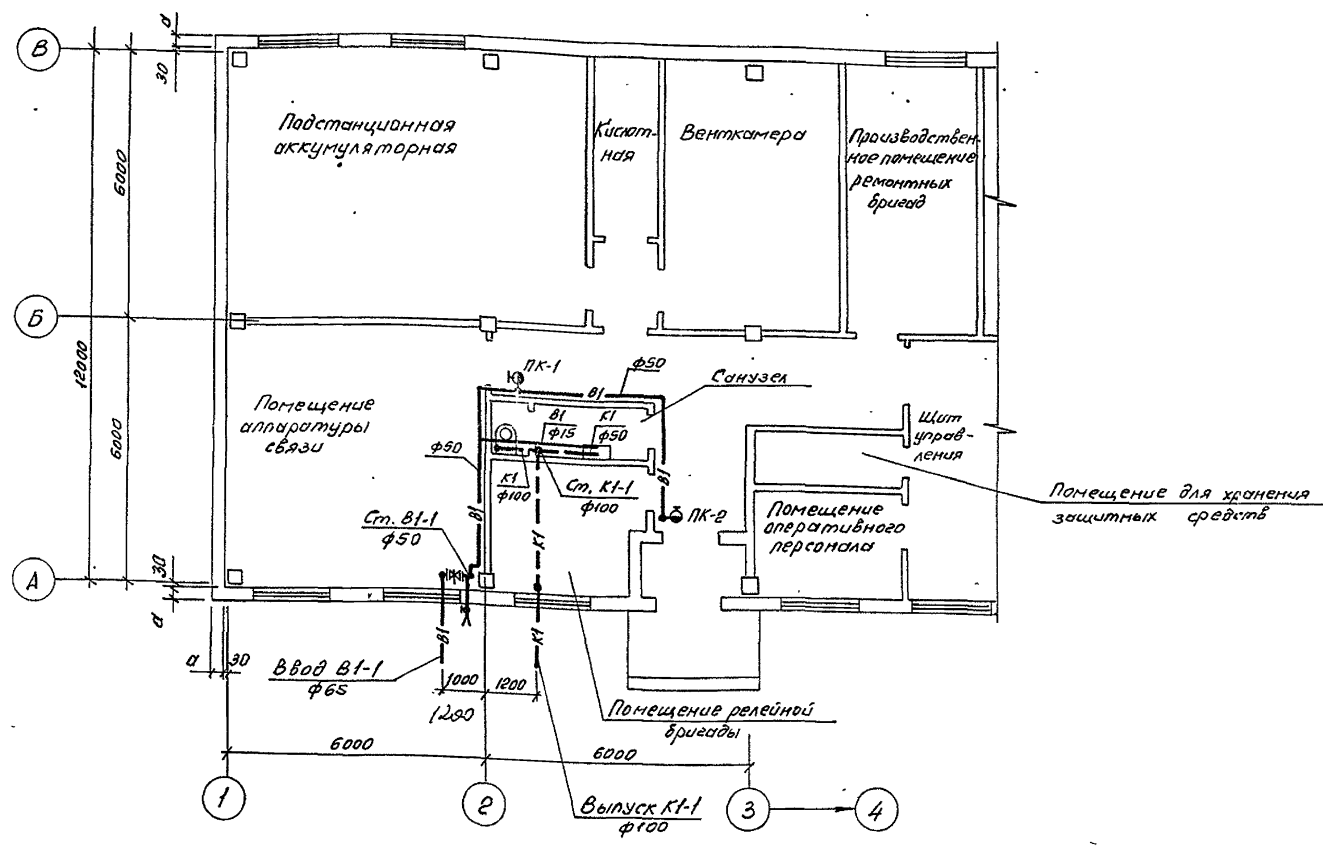 В
а
30
6000
12000
Подстанционная
аккумуляторная
Кислот-
ная
Венткамера
Производствен-
ное помещение
ремонтных
бригад
Б
6000
Помещение
аппаратуры
связи
ПК-1
ф50
В1
Санузел
В1
ф15
К1
ф50
ф50
К1
ф100
Ст. К1-1
ф100
В1
В1
К1
ПК-2
Ст. В1-1
ф50
Щит
управ-
ления
Помещение для хранения
защитных средств
Помещение
оперативного
персонала
А
30
а
а
30
В1
К1
Ввод В1-1
ф65
1000
1200
1200
Помещение релейной
бригады
6000
6000
1
2
3
4
Выпуск К1-1
ф100